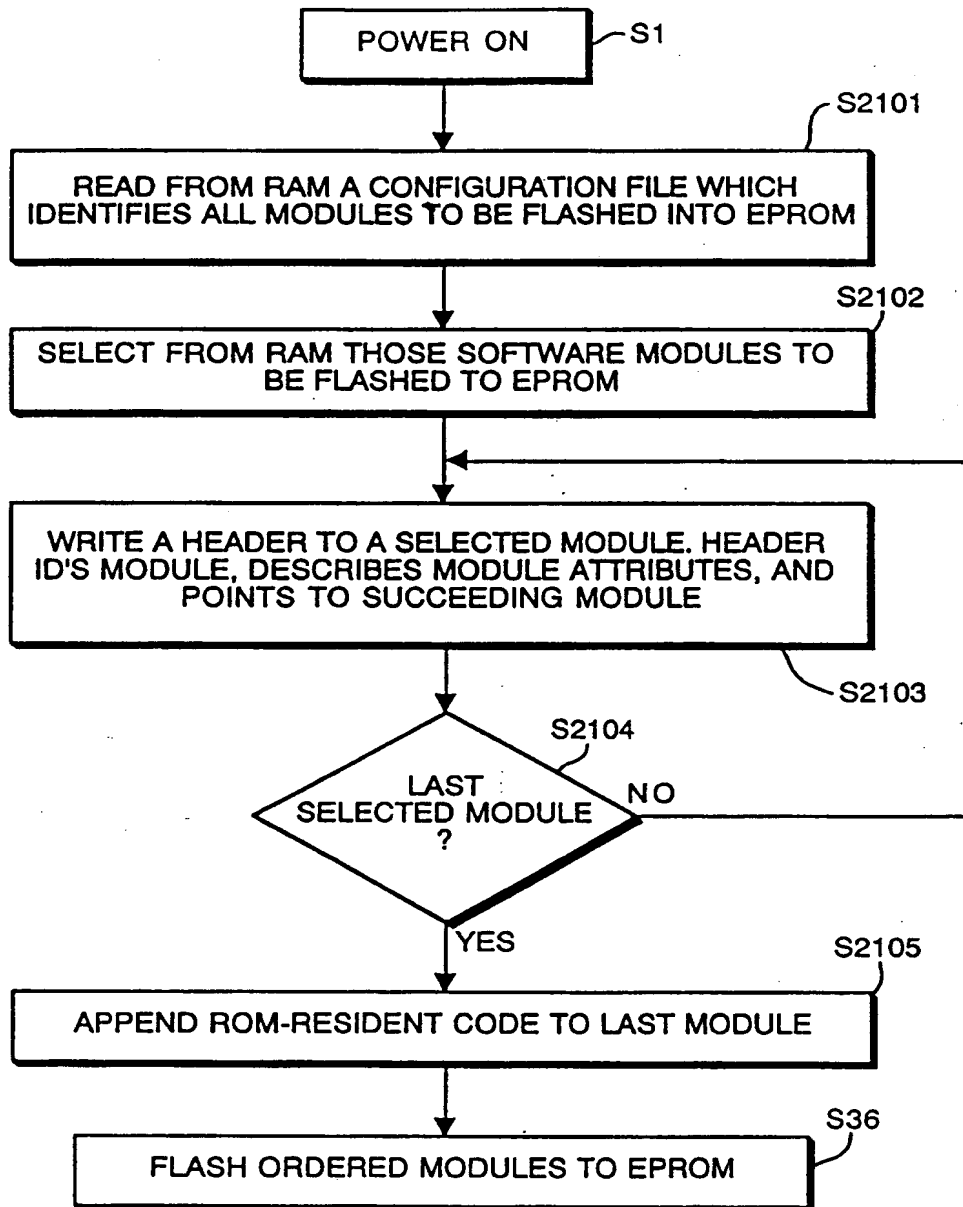 POWER ON
S1
S2101
READ FROM RAM A CONFIGURATION FILE WHICH
IDENTIFIES ALL MODULES TO BE FLASHED INTO EPROM
S2102
SELECT FROM RAM THOSE SOFTWARE MODULES TO
BE FLASHED TO EPROM
WRITE A HEADER TO A SELECTED MODULE. HEADER
ID'S MODULE, DESCRIBES MODULE ATTRIBUTES, AND
POINTS TO SUCCEEDING MODULE
S2103
S2104
LAST
SELECTED MODULE
?
NO
YES
S2105
APPEND ROM-RESIDENT CODE TO LAST MODULE
S36
FLASH ORDERED MODULES TO EPROM